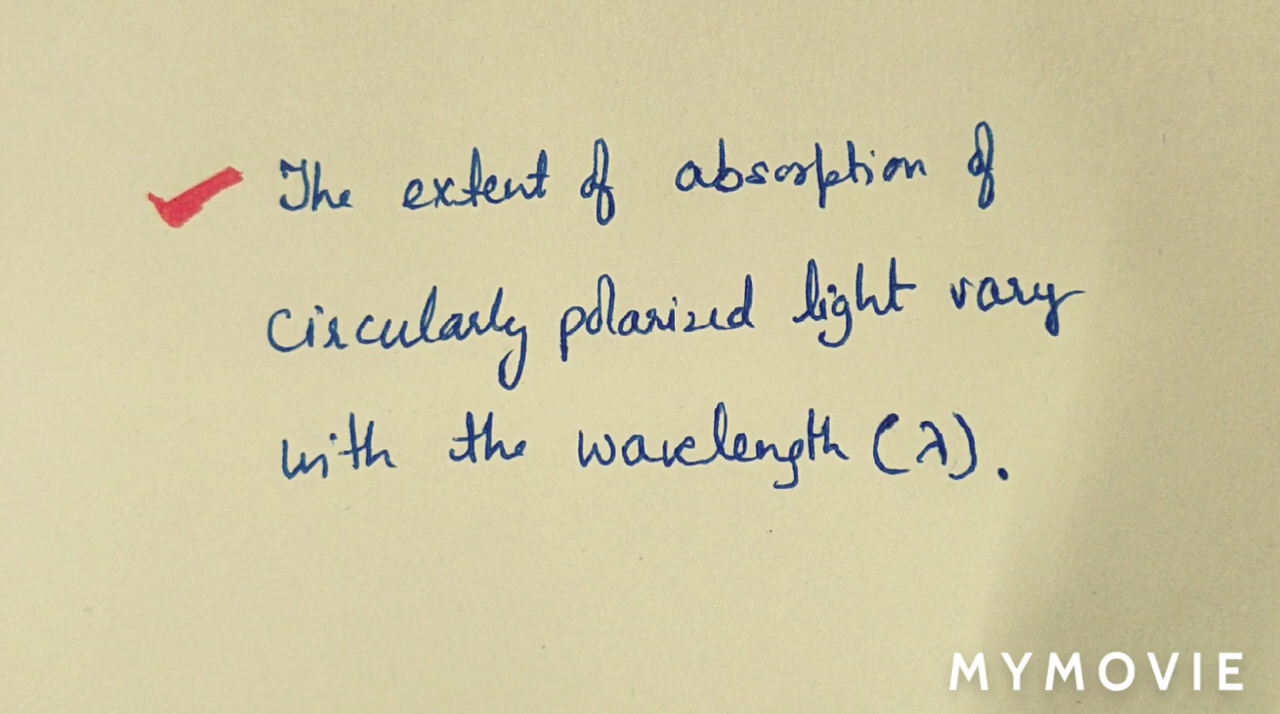 The extent of absorption of
circularly polarized light vary
with the wavelength (λ).
MYMOVIE